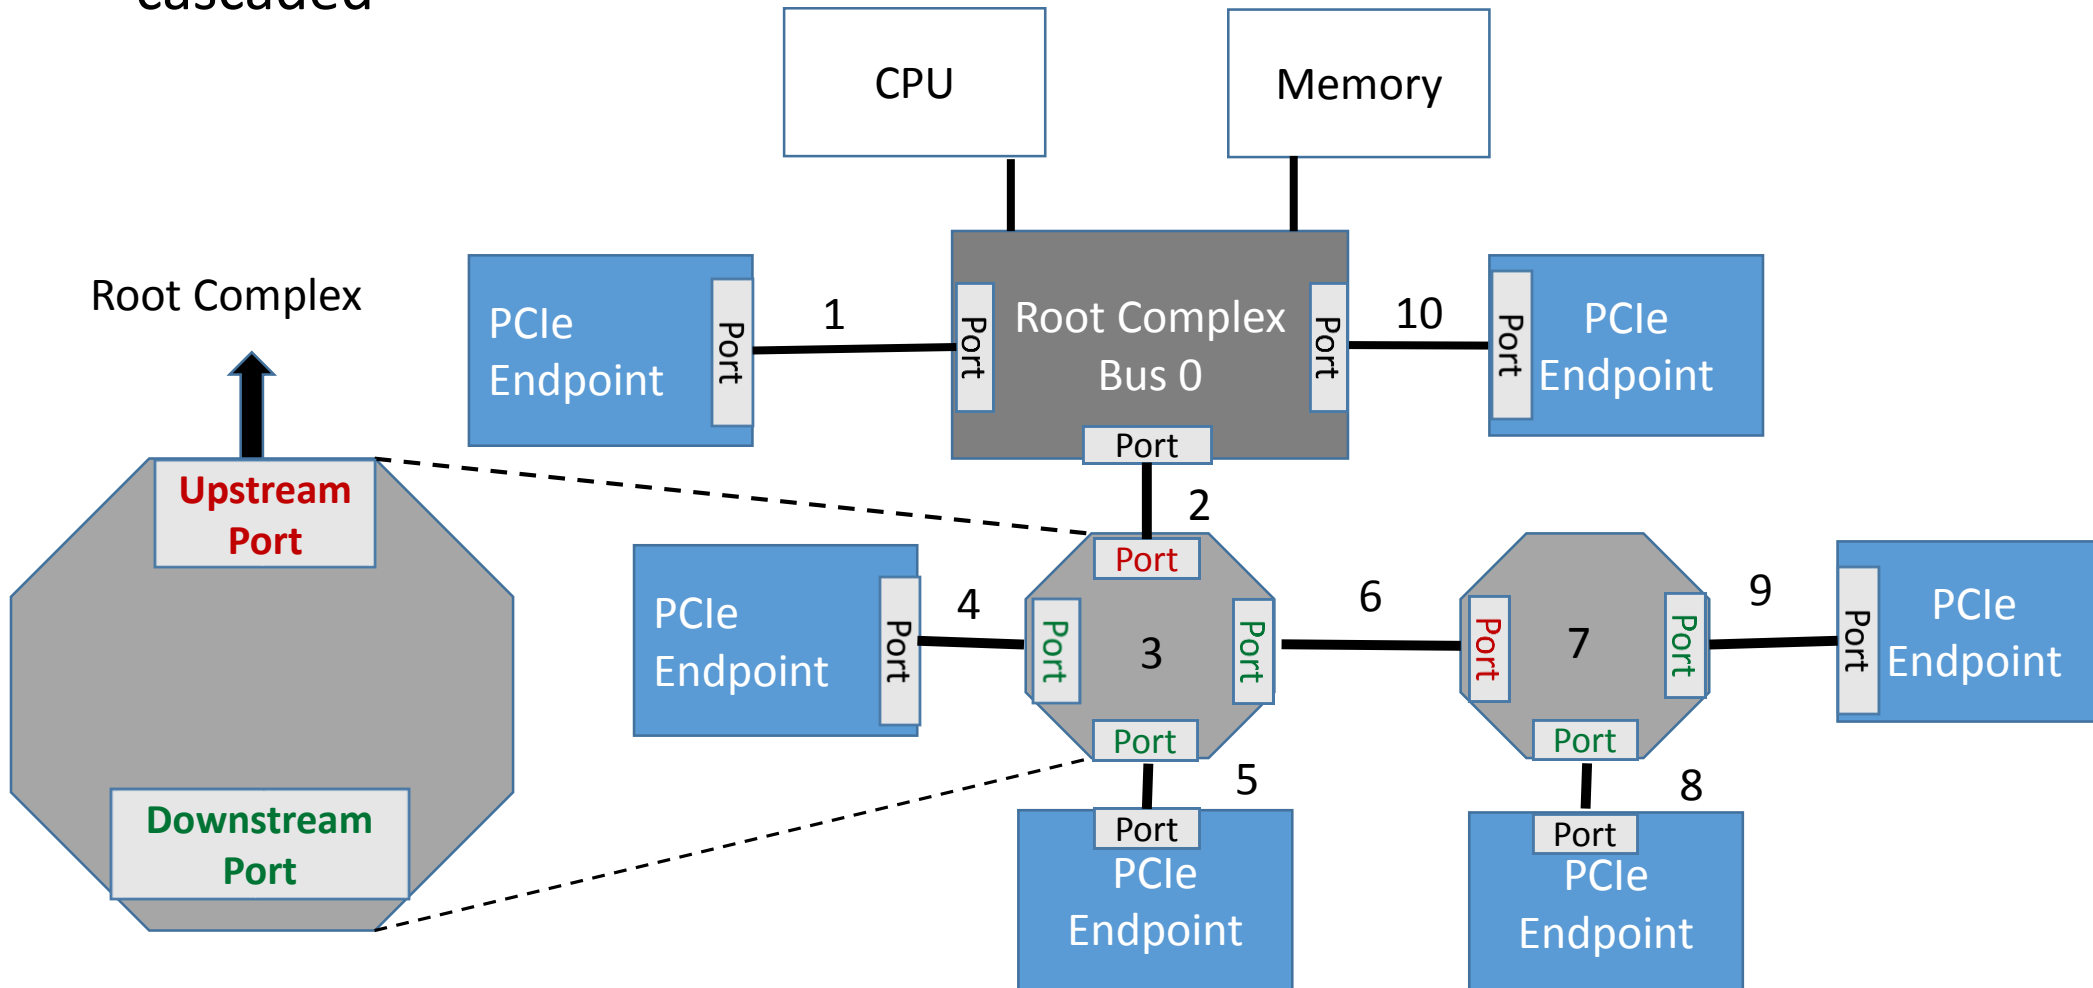 cascaded
CPU
Memory
Root Complex
PCIe
Endpoint
Port
1
Port
Root Complex
Bus 0
Port
10
Port
PCIe
Endpoint
Port
2
Upstream
Port
Downstream
Port
PCIe
Endpoint
Port
4
Port
Port
3
Port
Port
6
Port
7
Port
Port
9
Port
PCIe
Endpoint
5
Port
PCIe
Endpoint
8
Port
PCIe
Endpoint